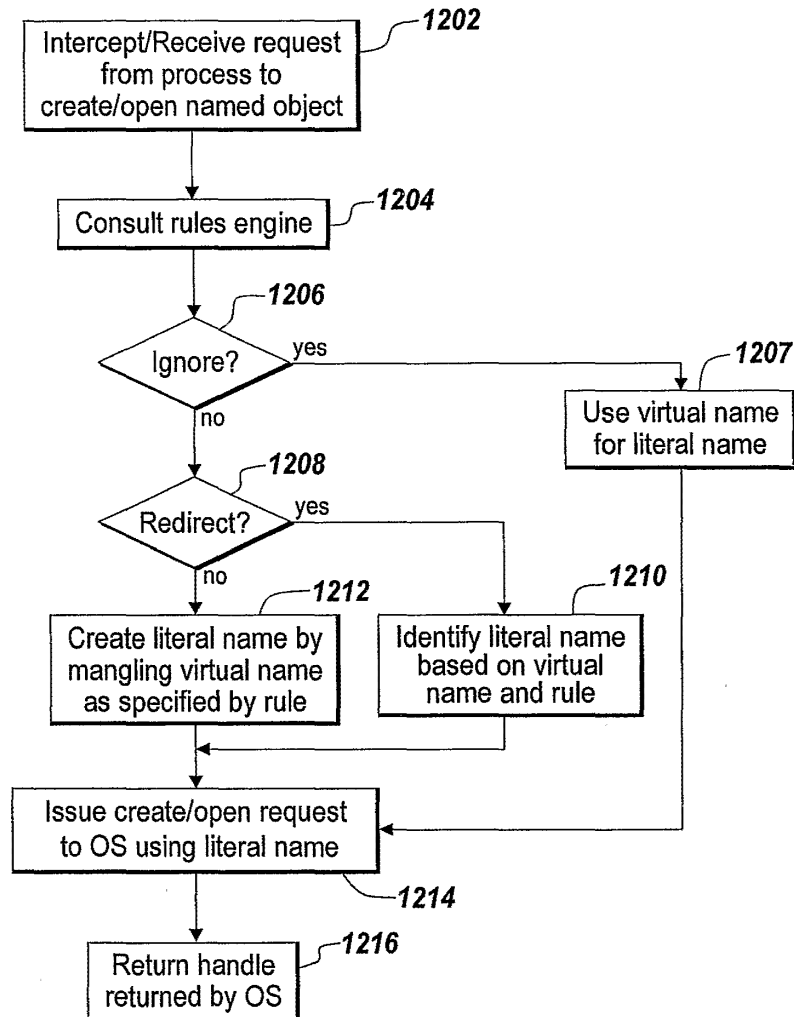 1202
Intercept/Receive request
from process to
create/open named object
1204
Consult rules engine
1206
Ignore?
yes
no
1207
Use virtual name
for literal name
1208
Redirect?
yes
no
1212
Create literal name by
mangling virtual name
as specified by rule
1210
Identify literal name
based on virtual
name and rule
Issue create/open request
to OS using literal name
1214
1216
Return handle
returned by OS